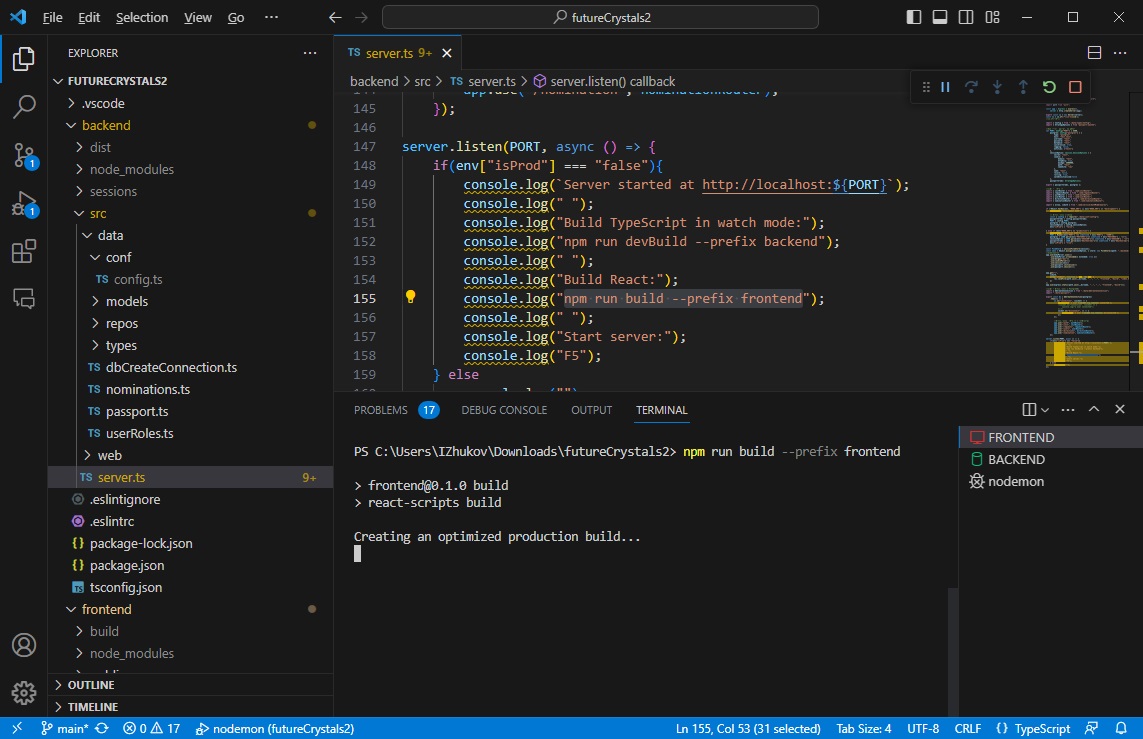 File Edit Selection View Go ··· futureCrystals2
EXPLORER ···
FUTURECRYSTALS2
.vscode
backend
dist
node_modules
sessions
src
data
conf
TS config.ts
models
repos
types
TS dbCreateConnection.ts
TS nominations.ts
TS passport.ts
TS userRoles.ts
web
TS server.ts 9+
.eslintignore
.eslintrc
{} package-lock.json
{} package.json
TS tsconfig.json
frontend
build
node_modules
OUTLINE
TIMELINE
1
1
TS server.ts 9+
backend > src > TS server.ts > server.listen() callback
145 });
146
147 server.listen(PORT, async () => {
148 if(env["isProd"] === "false"){
149 console.log(`Server started at http://localhost:${PORT}`);
150 console.log(" ");
151 console.log("Build TypeScript in watch mode:");
152 console.log("npm run devBuild --prefix backend");
153 console.log(" ");
154 console.log("Build React:");
155 console.log("npm run build --prefix frontend");
156 console.log(" ");
157 console.log("Start server:");
158 console.log("F5");
159 } else
PROBLEMS 17 DEBUG CONSOLE OUTPUT TERMINAL
PS C:\Users\IZhukov\Downloads\futureCrystals2> npm run build --prefix frontend
> frontend@0.1.0 build
> react-scripts build
Creating an optimized production build...
FRONTEND
BACKEND
nodemon
main* 0 17 nodemon (futureCrystals2) Ln 155, Col 53 (31 selected) Tab Size: 4 UTF-8 CRLF {} TypeScript